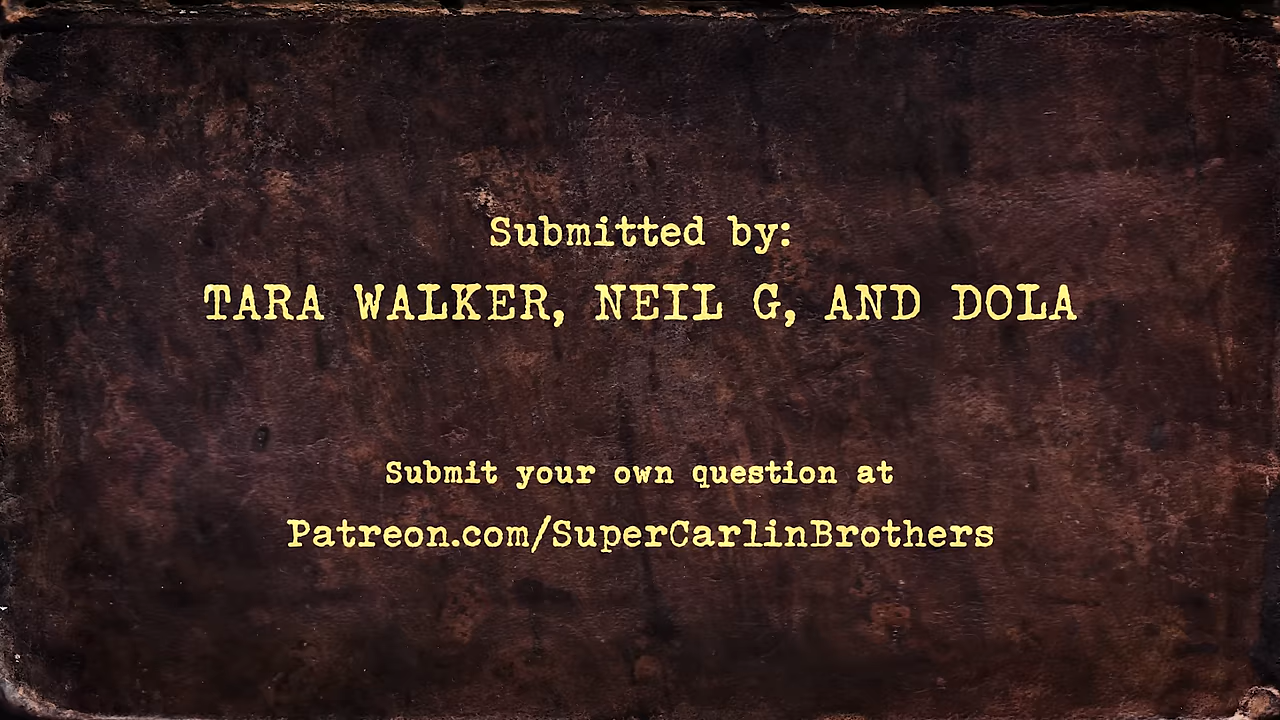 Submitted by:
TARA WALKER, NEIL G, AND DOLA
Submit your own question at
Patreon.com/SuperCarlinBrothers